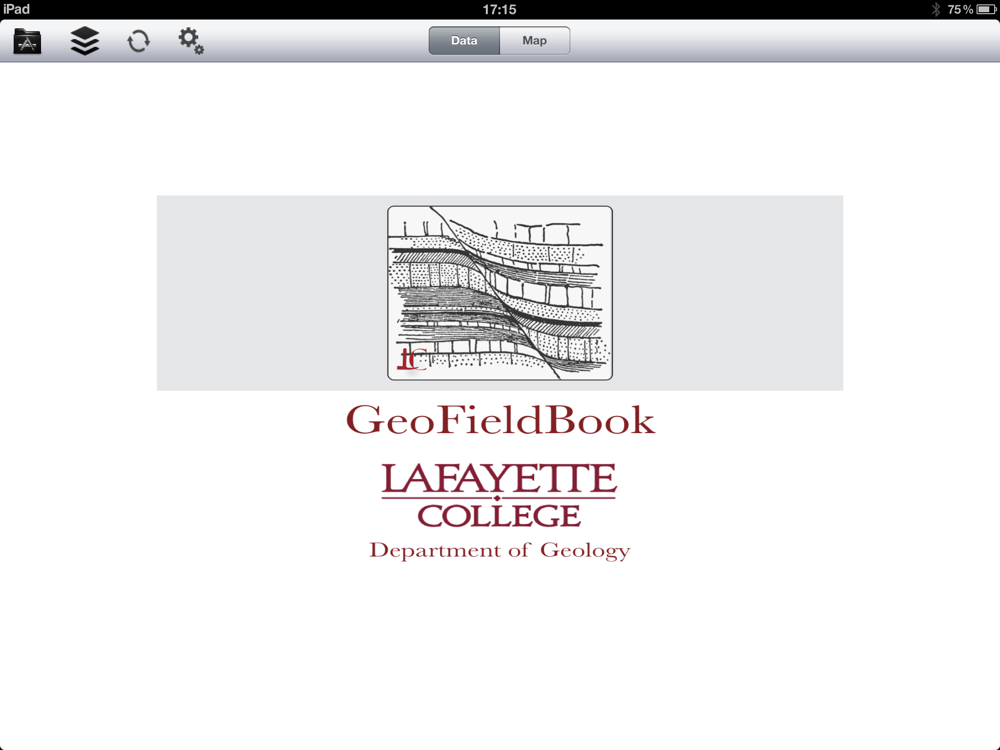 iPad 17:15 75%
Data Map
LC
GeoFieldBook
LAFAYETTE
COLLEGE
Department of Geology